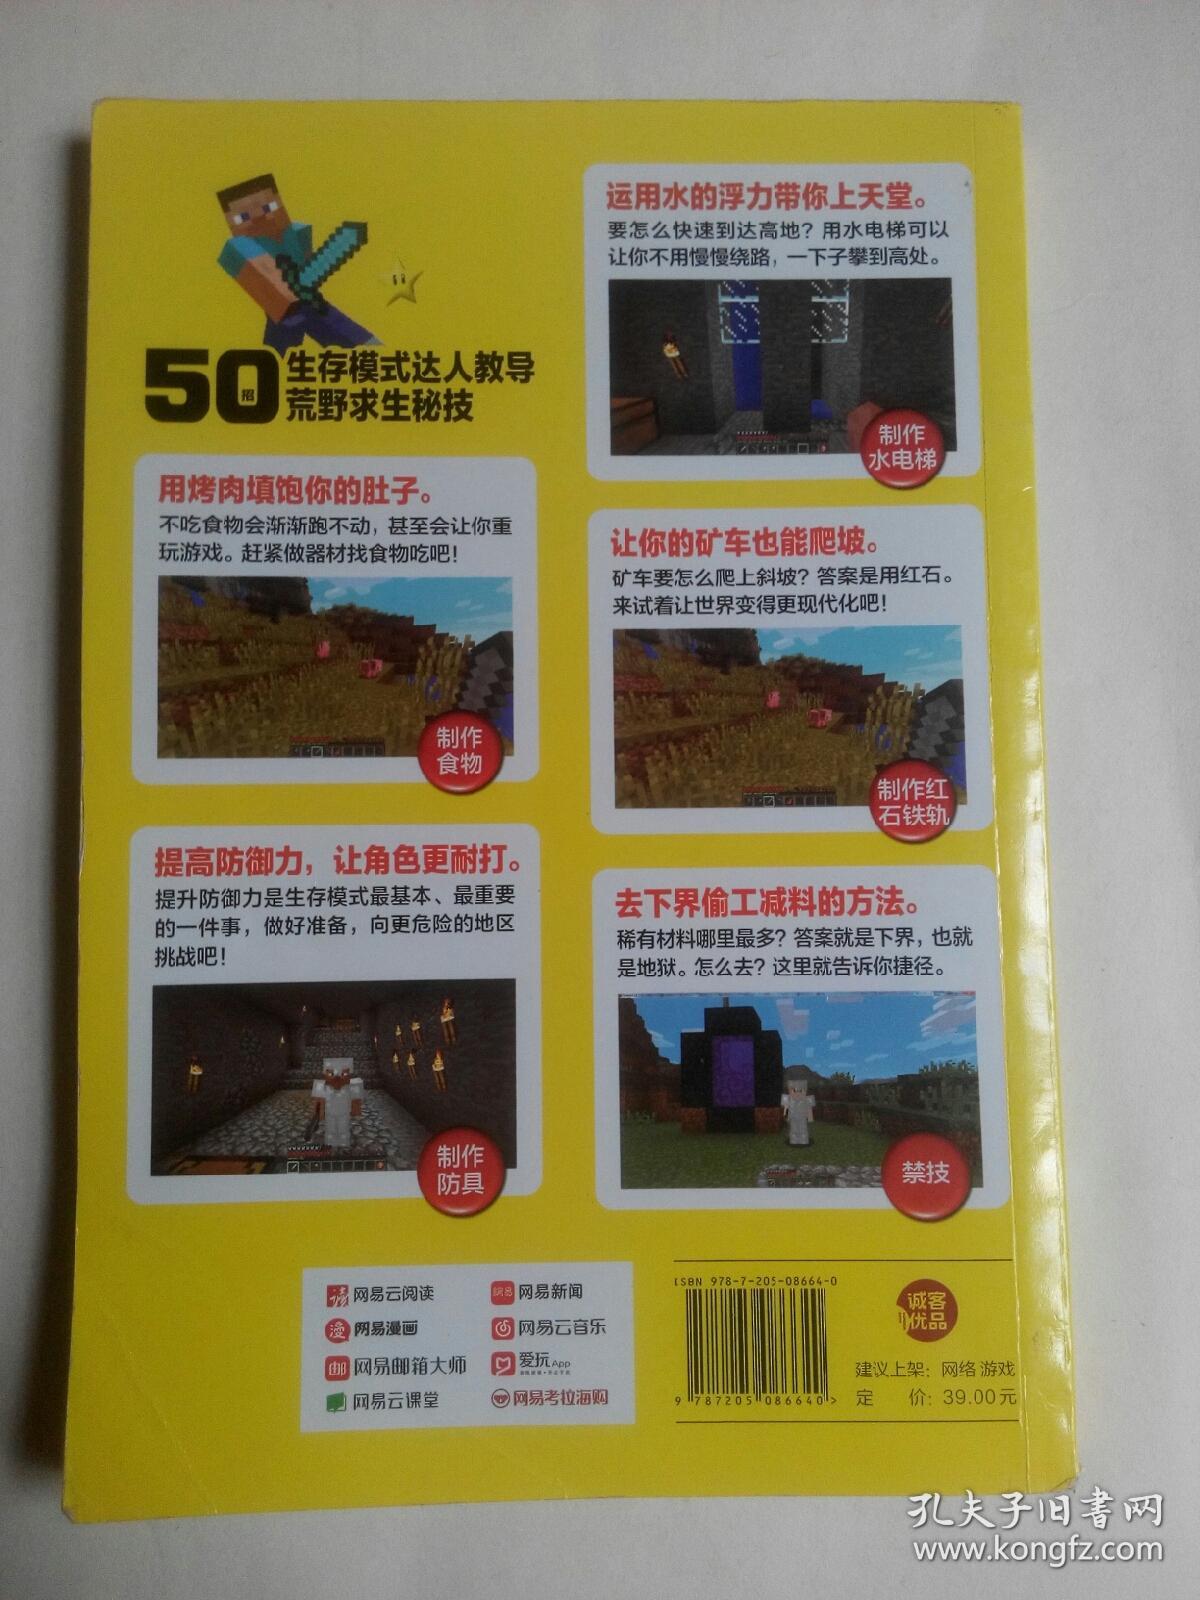 50招
生存模式达人教导
荒野求生秘技
用烤肉填饱你的肚子。
不吃食物会渐渐跑不动，甚至会让你重
玩游戏。赶紧做器材找食物吃吧！
制作
食物
提高防御力，让角色更耐打。
提升防御力是生存模式最基本、最重要
的一件事，做好准备，向更危险的地区
挑战吧！
制作
防具
运用水的浮力带你上天堂。
要怎么快速到达高地？用水电梯可以
让你不用慢慢绕路，一下子攀到高处。
制作
水电梯
让你的矿车也能爬坡。
矿车要怎么爬上斜坡？答案是用红石。
来试着让世界变得更现代化吧！
制作红
石铁轨
去下界偷工减料的方法。
稀有材料哪里最多？答案就是下界，也就
是地狱。怎么去？这里就告诉你捷径。
禁技
网易云阅读
网易新闻
网易漫画
网易云音乐
邮 网易邮箱大师
爱玩App
网易云课堂
网易考拉海购
ISBN 978-7-205-08664-0
9 787205 086640 >
诚客
优品
建议上架：网络游戏
定 价：39.00元
孔夫子旧书网
www.kongfz.com